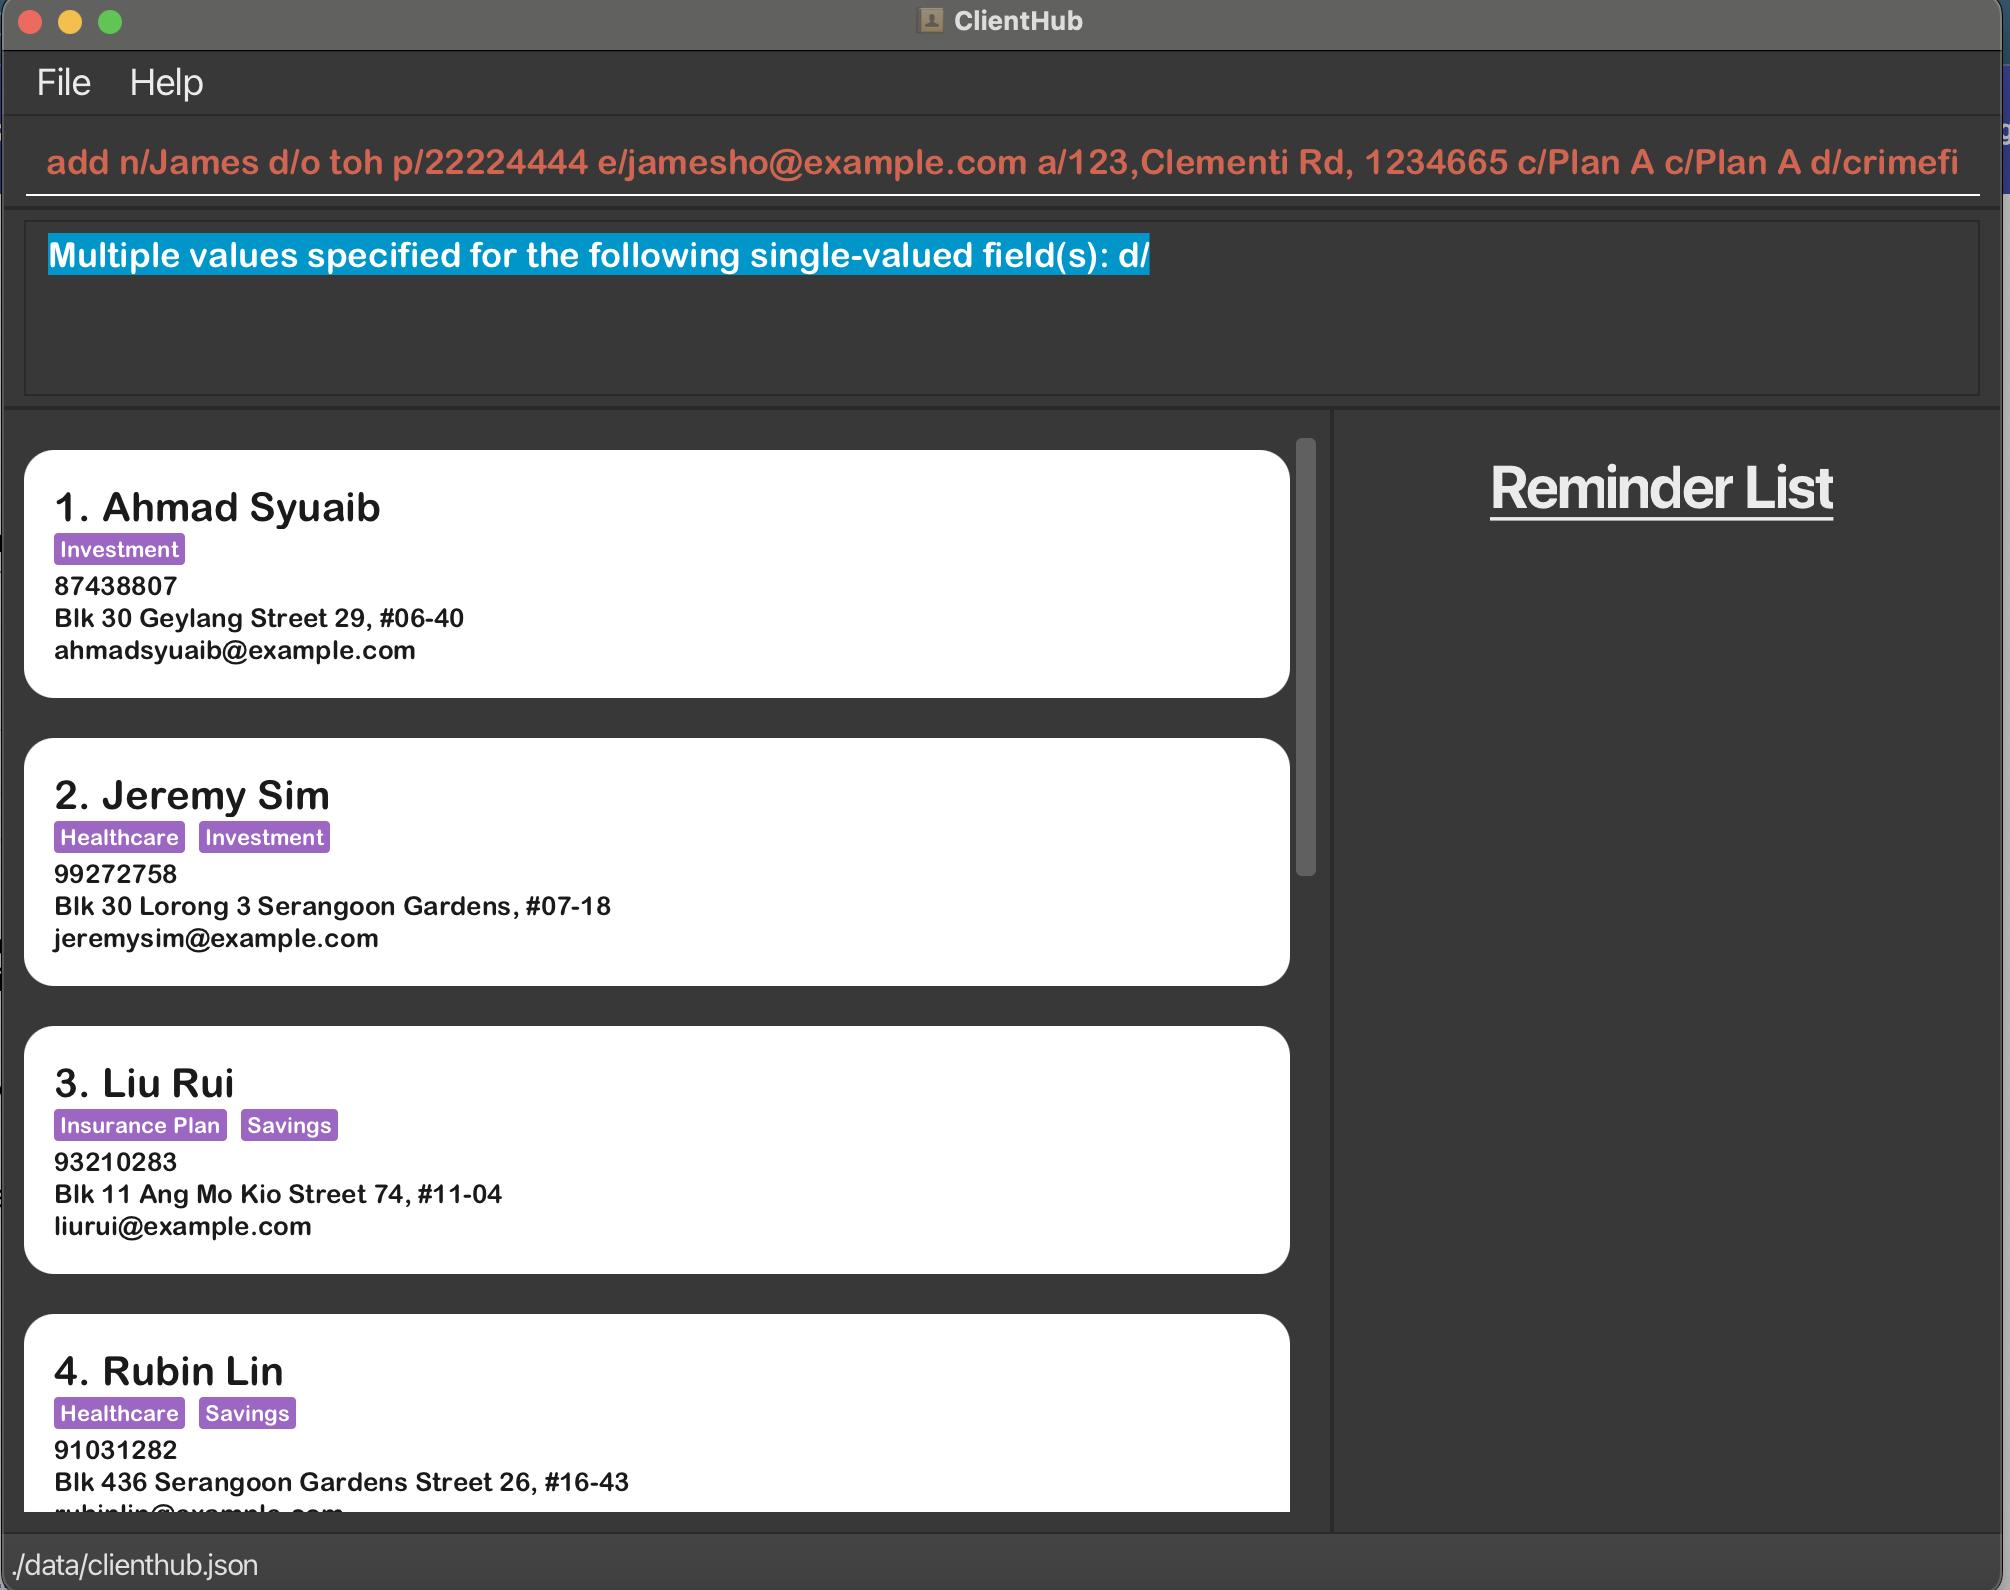 ClientHub
File Help
add n/James d/o toh p/22224444 e/jamesho@example.com a/123,Clementi Rd, 1234665 c/Plan A c/Plan A d/crimefi
Multiple values specified for the following single-valued field(s): d/
1. Ahmad Syuaib
Investment
87438807
Blk 30 Geylang Street 29, #06-40
ahmadsyuaib@example.com
2. Jeremy Sim
Healthcare Investment
99272758
Blk 30 Lorong 3 Serangoon Gardens, #07-18
jeremysim@example.com
3. Liu Rui
Insurance Plan Savings
93210283
Blk 11 Ang Mo Kio Street 74, #11-04
liurui@example.com
4. Rubin Lin
Healthcare Savings
91031282
Blk 436 Serangoon Gardens Street 26, #16-43
rubinlin@example.com
Reminder List
./data/clienthub.json